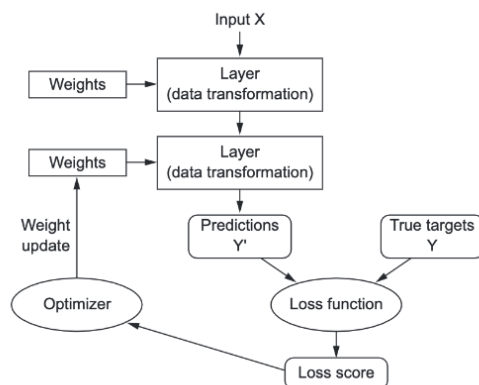 Input X
Weights
Layer
(data transformation)
Weights
Layer
(data transformation)
Weight
update
Predictions
Y'
True targets
Y
Optimizer
Loss function
Loss score